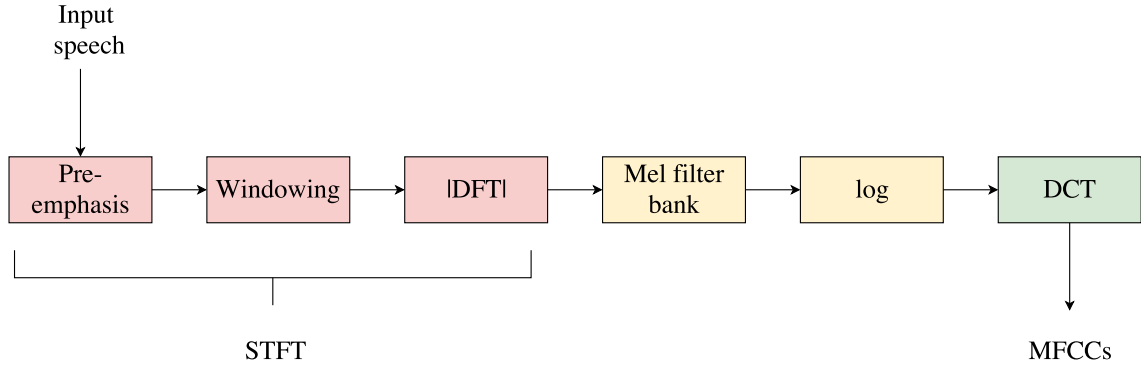 Input
speech
Pre-
emphasis
Windowing
|DFT|
Mel filter
bank
log
DCT
STFT
MFCCs